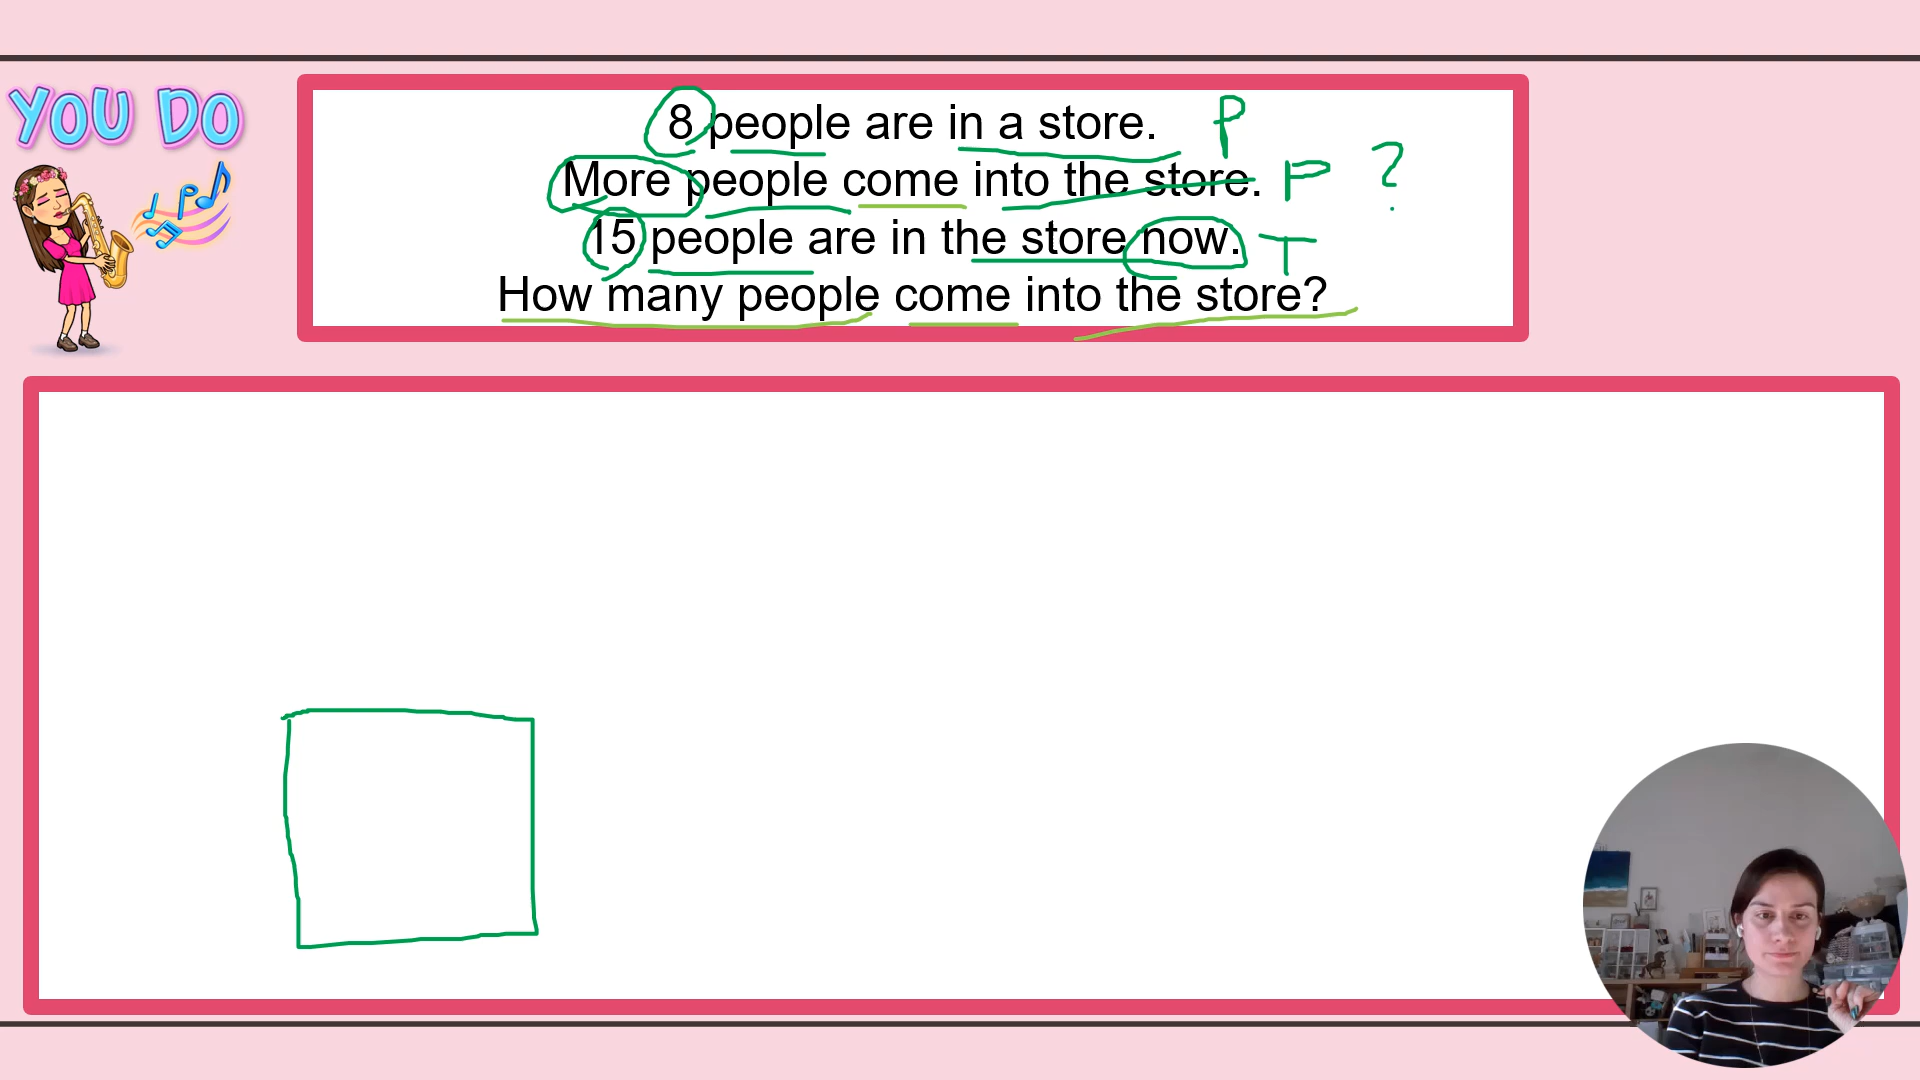 YOU DO
8 people are in a store. P
More people come into the store. P ?
15 people are in the store now. T
How many people come into the store?